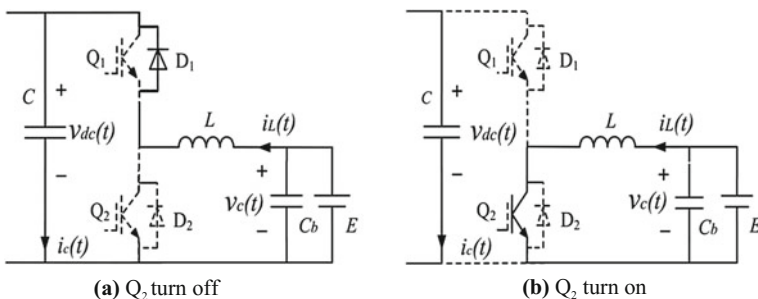 Q1
D1
C
+
vdc(t)
−
L
iL(t)
+
vc(t)
−
Cb
E
Q2
D2
ic(t)
(a) Q2 turn off
Q1
D1
C
+
vdc(t)
−
L
iL(t)
+
vc(t)
−
Cb
E
Q2
D2
ic(t)
(b) Q2 turn on